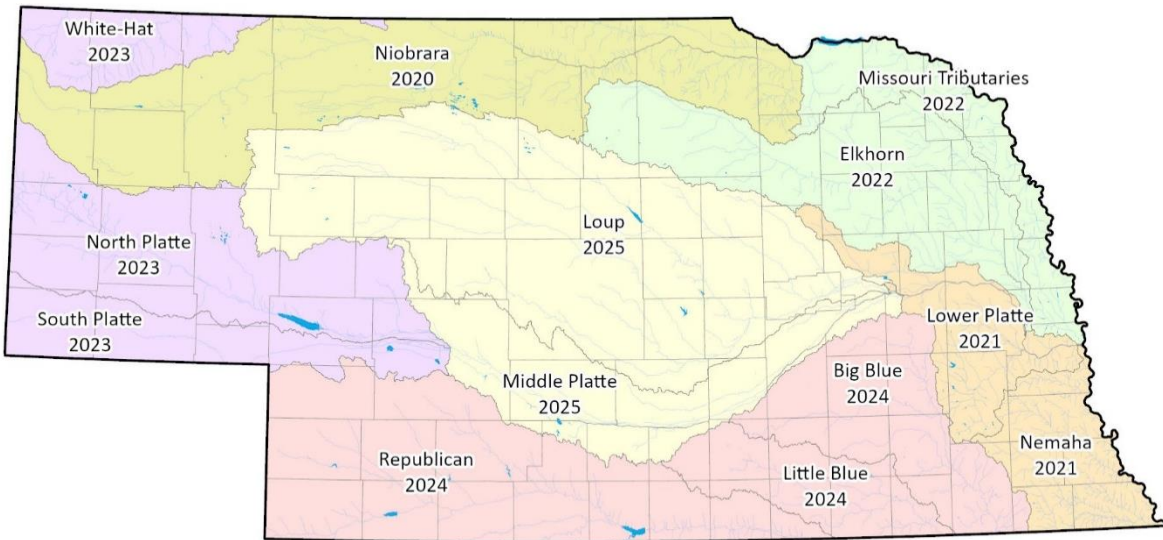 White-Hat
2023
Niobrara
2020
Missouri Tributaries
2022
Elkhorn
2022
Loup
2025
North Platte
2023
South Platte
2023
Lower Platte
2021
Middle Platte
2025
Big Blue
2024
Nemaha
2021
Republican
2024
Little Blue
2024